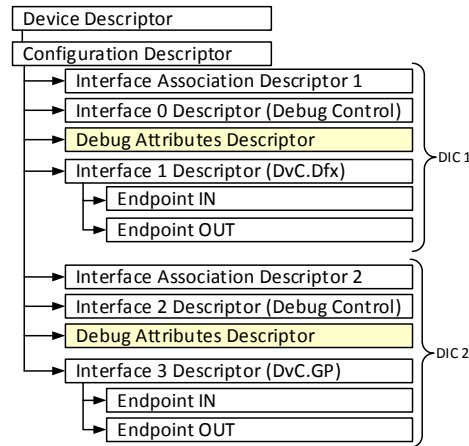 Device Descriptor
Configuration Descriptor
Interface Association Descriptor 1
Interface 0 Descriptor (Debug Control)
Debug Attributes Descriptor
Interface 1 Descriptor (DvC.Dfx)
Endpoint IN
Endpoint OUT
DIC 1
Interface Association Descriptor 2
Interface 2 Descriptor (Debug Control)
Debug Attributes Descriptor
Interface 3 Descriptor (DvC.GP)
Endpoint IN
Endpoint OUT
DIC 2